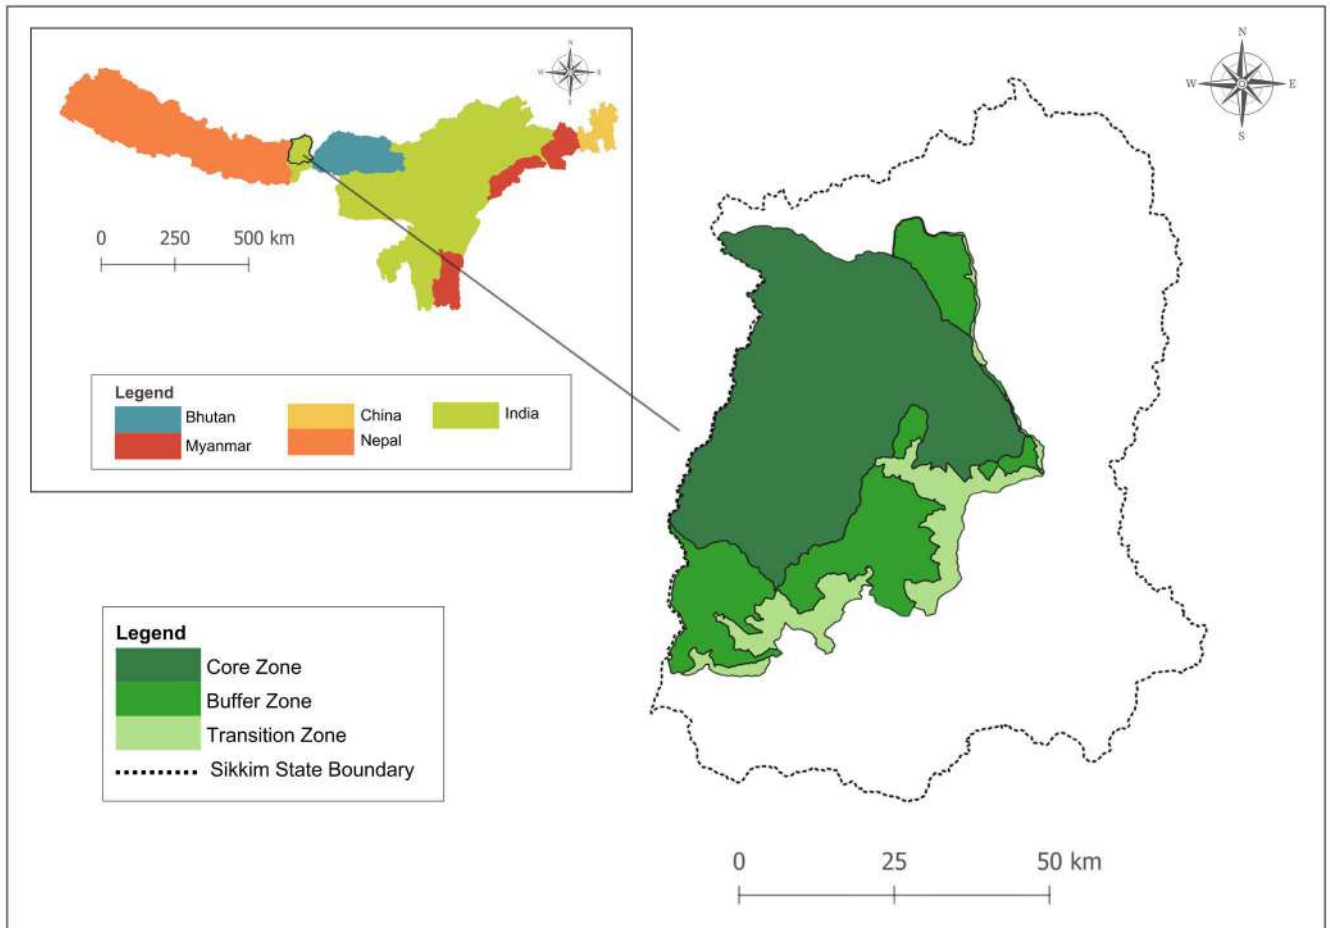 N
W E
S
N
W E
S
0 250 500 km
Legend
Bhutan China India
Myanmar Nepal
Legend
Core Zone
Buffer Zone
Transition Zone
Sikkim State Boundary
0 25 50 km